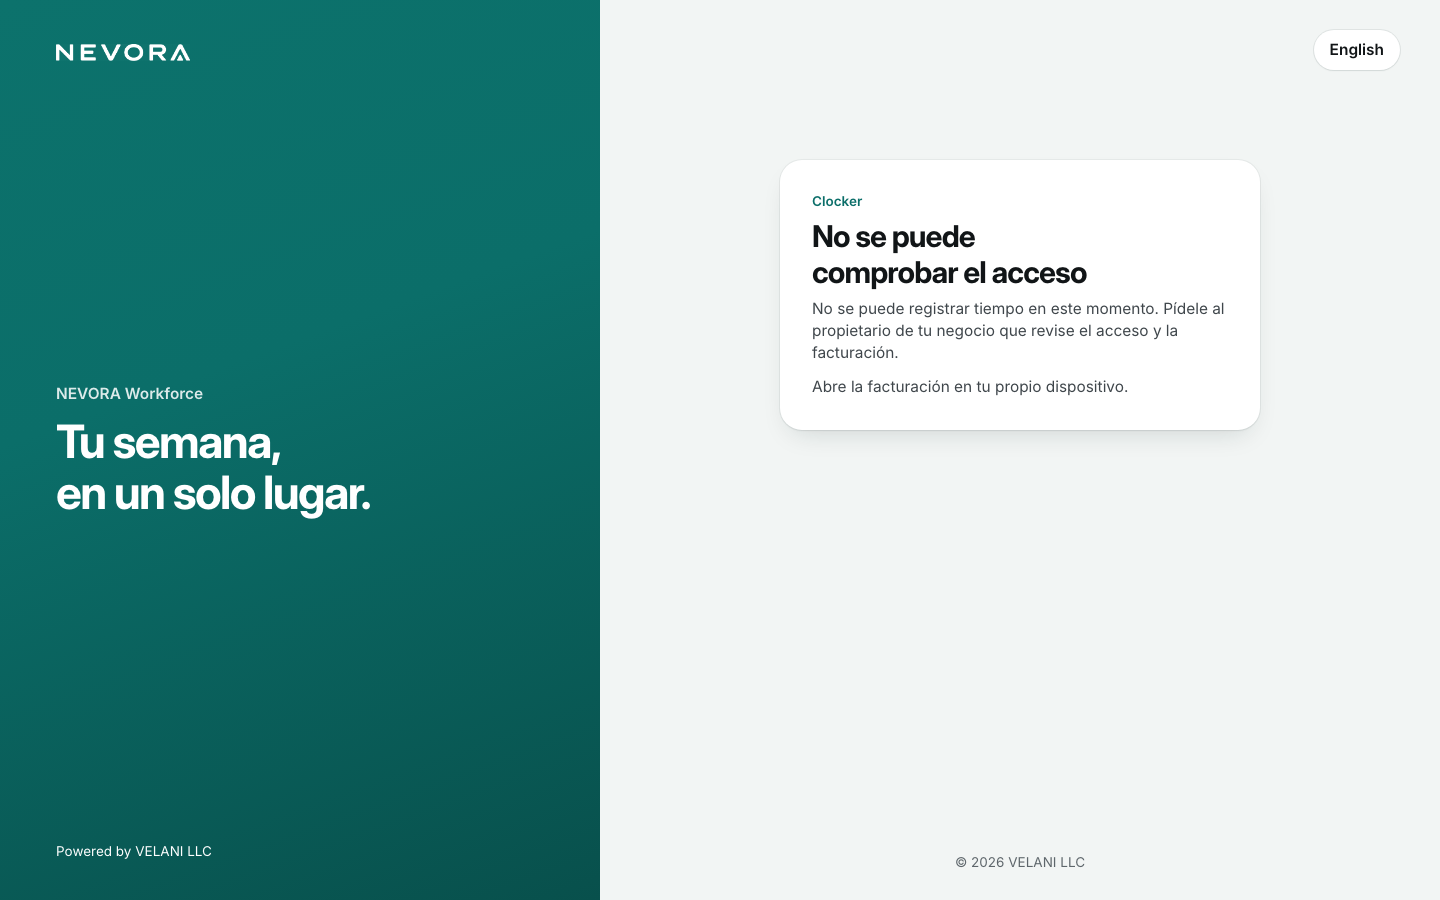 NEVORA
NEVORA Workforce
Tu semana,
en un solo lugar.
Powered by VELANI LLC
English
Clocker
No se puede
comprobar el acceso
No se puede registrar tiempo en este momento. Pídele al
propietario de tu negocio que revise el acceso y la
facturación.
Abre la facturación en tu propio dispositivo.
© 2026 VELANI LLC